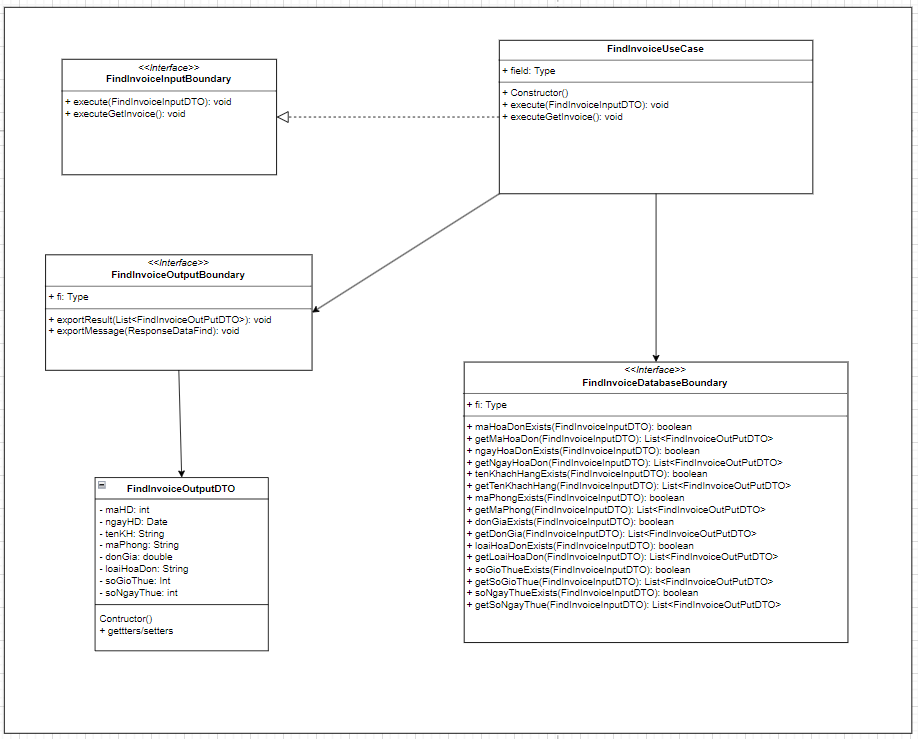 <<Interface>>
FindInvoiceInputBoundary
+ execute(FindInvoiceInputDTO): void
+ executeGetInvoice(): void
FindInvoiceUseCase
+ field: Type
+ Constructor()
+ execute(FindInvoiceInputDTO): void
+ executeGetInvoice(): void
<<Interface>>
FindInvoiceOutputBoundary
+ fi: Type
+ exportResult(List<FindInvoiceOutPutDTO>): void
+ exportMessage(ResponseDataFind): void
<<Interface>>
FindInvoiceDatabaseBoundary
+ fi: Type
+ maHoaDonExists(FindInvoiceInputDTO): boolean
+ getMaHoaDon(FindInvoiceInputDTO): List<FindInvoiceOutPutDTO>
+ ngayHoaDonExists(FindInvoiceInputDTO): boolean
+ getNgayHoaDon(FindInvoiceInputDTO): List<FindInvoiceOutPutDTO>
+ tenKhachHangExists(FindInvoiceInputDTO): boolean
+ getTenKhachHang(FindInvoiceInputDTO): List<FindInvoiceOutPutDTO>
+ maPhongExists(FindInvoiceInputDTO): boolean
+ getMaPhong(FindInvoiceInputDTO): List<FindInvoiceOutPutDTO>
+ donGiaExists(FindInvoiceInputDTO): boolean
+ getDonGia(FindInvoiceInputDTO): List<FindInvoiceOutPutDTO>
+ loaiHoaDonExists(FindInvoiceInputDTO): boolean
+ getLoaiHoaDon(FindInvoiceInputDTO): List<FindInvoiceOutPutDTO>
+ soGioThueExists(FindInvoiceInputDTO): boolean
+ getSoGioThue(FindInvoiceInputDTO): List<FindInvoiceOutPutDTO>
+ soNgayThueExists(FindInvoiceInputDTO): boolean
+ getSoNgayThue(FindInvoiceInputDTO): List<FindInvoiceOutPutDTO>
FindInvoiceOutputDTO
- maHD: int
- ngayHD: Date
- tenKH: String
- maPhong: String
- donGia: double
- loaiHoaDon: String
- soGioThue: Int
- soNgayThue: int
Contructor()
+ gettters/setters